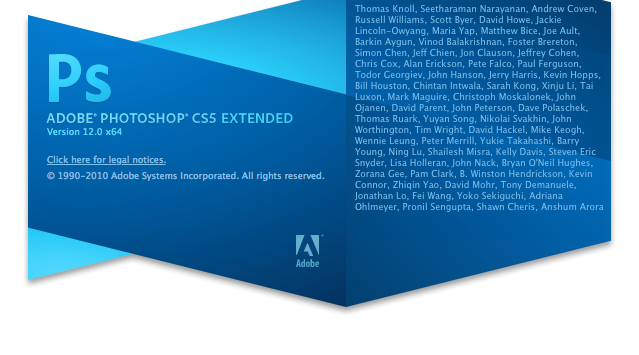 Ps
ADOBE® PHOTOSHOP® CS5 EXTENDED
Version 12.0 x64
Click here for legal notices.
© 1990-2010 Adobe Systems Incorporated. All rights reserved.
Adobe™
Thomas Knoll, Seetharaman Narayanan, Andrew Coven,
Russell Williams, Scott Byer, David Howe, Jackie
Lincoln-Owyang, Maria Yap, Matthew Bice, Joe Ault,
Barkin Aygun, Vinod Balakrishnan, Foster Brereton,
Simon Chen, Jeff Chien, Jon Clauson, Jeffrey Cohen,
Chris Cox, Alan Erickson, Pete Falco, Paul Ferguson,
Todor Georgiev, John Hanson, Jerry Harris, Kevin Hopps,
Bill Houston, Chintan Intwala, Sarah Kong, Xinju Li, Tai
Luxon, Mark Maguire, Christoph Moskalonek, John
Ojanen, David Parent, John Peterson, Dave Polaschek,
Thomas Ruark, Yuyan Song, Nikolai Svakhin, John
Worthington, Tim Wright, David Hackel, Mike Keogh,
Wennie Leung, Peter Merrill, Yukie Takahashi, Barry
Young, Ning Lu, Shailesh Misra, Kelly Davis, Steven Eric
Snyder, Lisa Holleran, John Nack, Bryan O'Neil Hughes,
Zorana Gee, Pam Clark, B. Winston Hendrickson, Kevin
Connor, Zhiqin Yao, David Mohr, Tony Demanuele,
Jonathan Lo, Fei Wang, Yoko Sekiguchi, Adriana
Ohlmeyer, Pronil Sengupta, Shawn Cheris, Anshum Arora